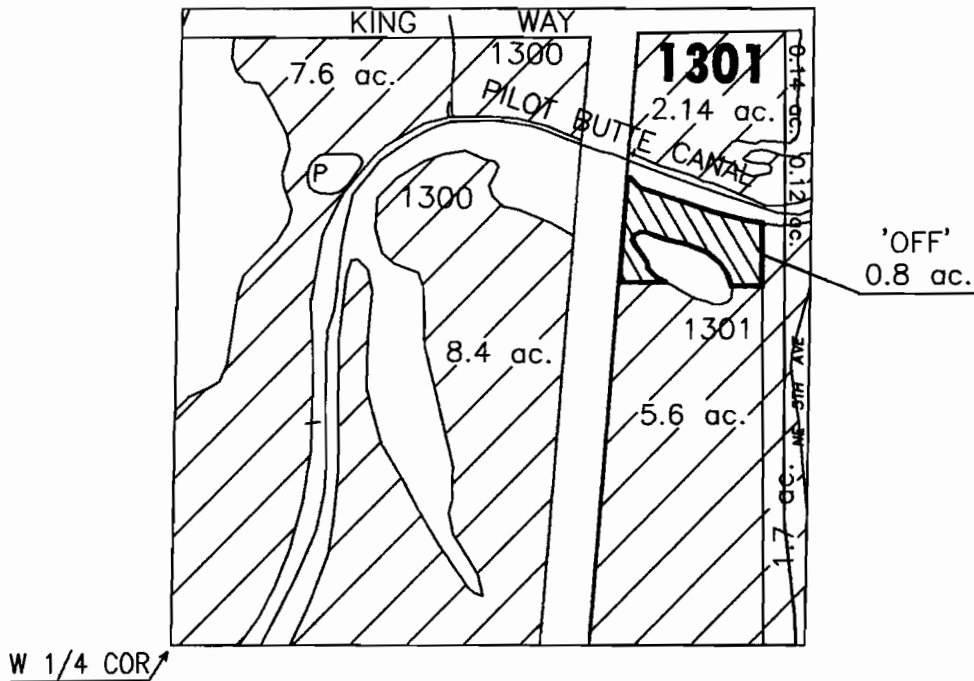 KING WAY
1300
1301
7.6 ac.
0.14 ac.
2.14 ac.
PILOT BUTTE CANAL
P
0.12 ac.
1300
'OFF'
0.8 ac.
1301
8.4 ac.
NE 5TH AVE
5.6 ac.
1.7 ac.
W 1/4 COR